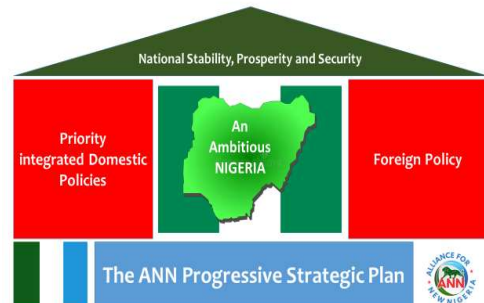 National Stability, Prosperity and Security
Priority
integrated Domestic
Policies
An
Ambitious
NIGERIA
Foreign Policy
The ANN Progressive Strategic Plan
ALLIANCE FOR
ANN
NEW NIGERIA